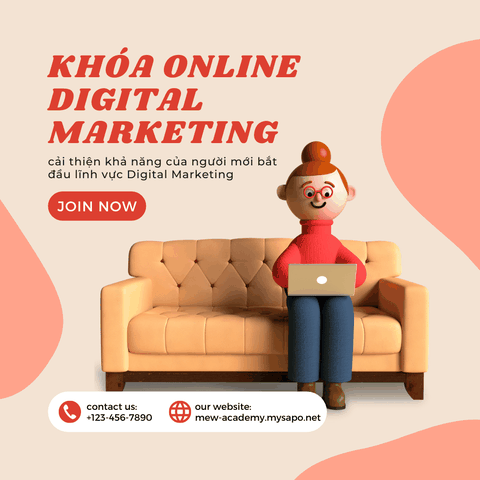 KHÓA ONLINE
DIGITAL
MARKETING
cải thiện khả năng của người mới bắt
đầu lĩnh vực Digital Marketing
JOIN NOW
contact us:
+123-456-7890
our website:
mew-academy.mysapo.net